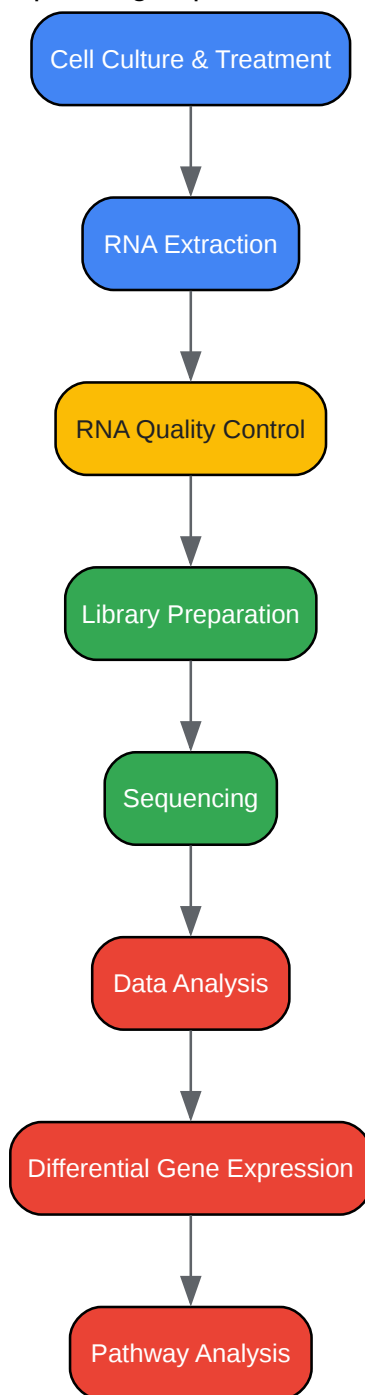 Cell Culture & Treatment
RNA Extraction
RNA Quality Control
Library Preparation
Sequencing
Data Analysis
Differential Gene Expression
Pathway Analysis